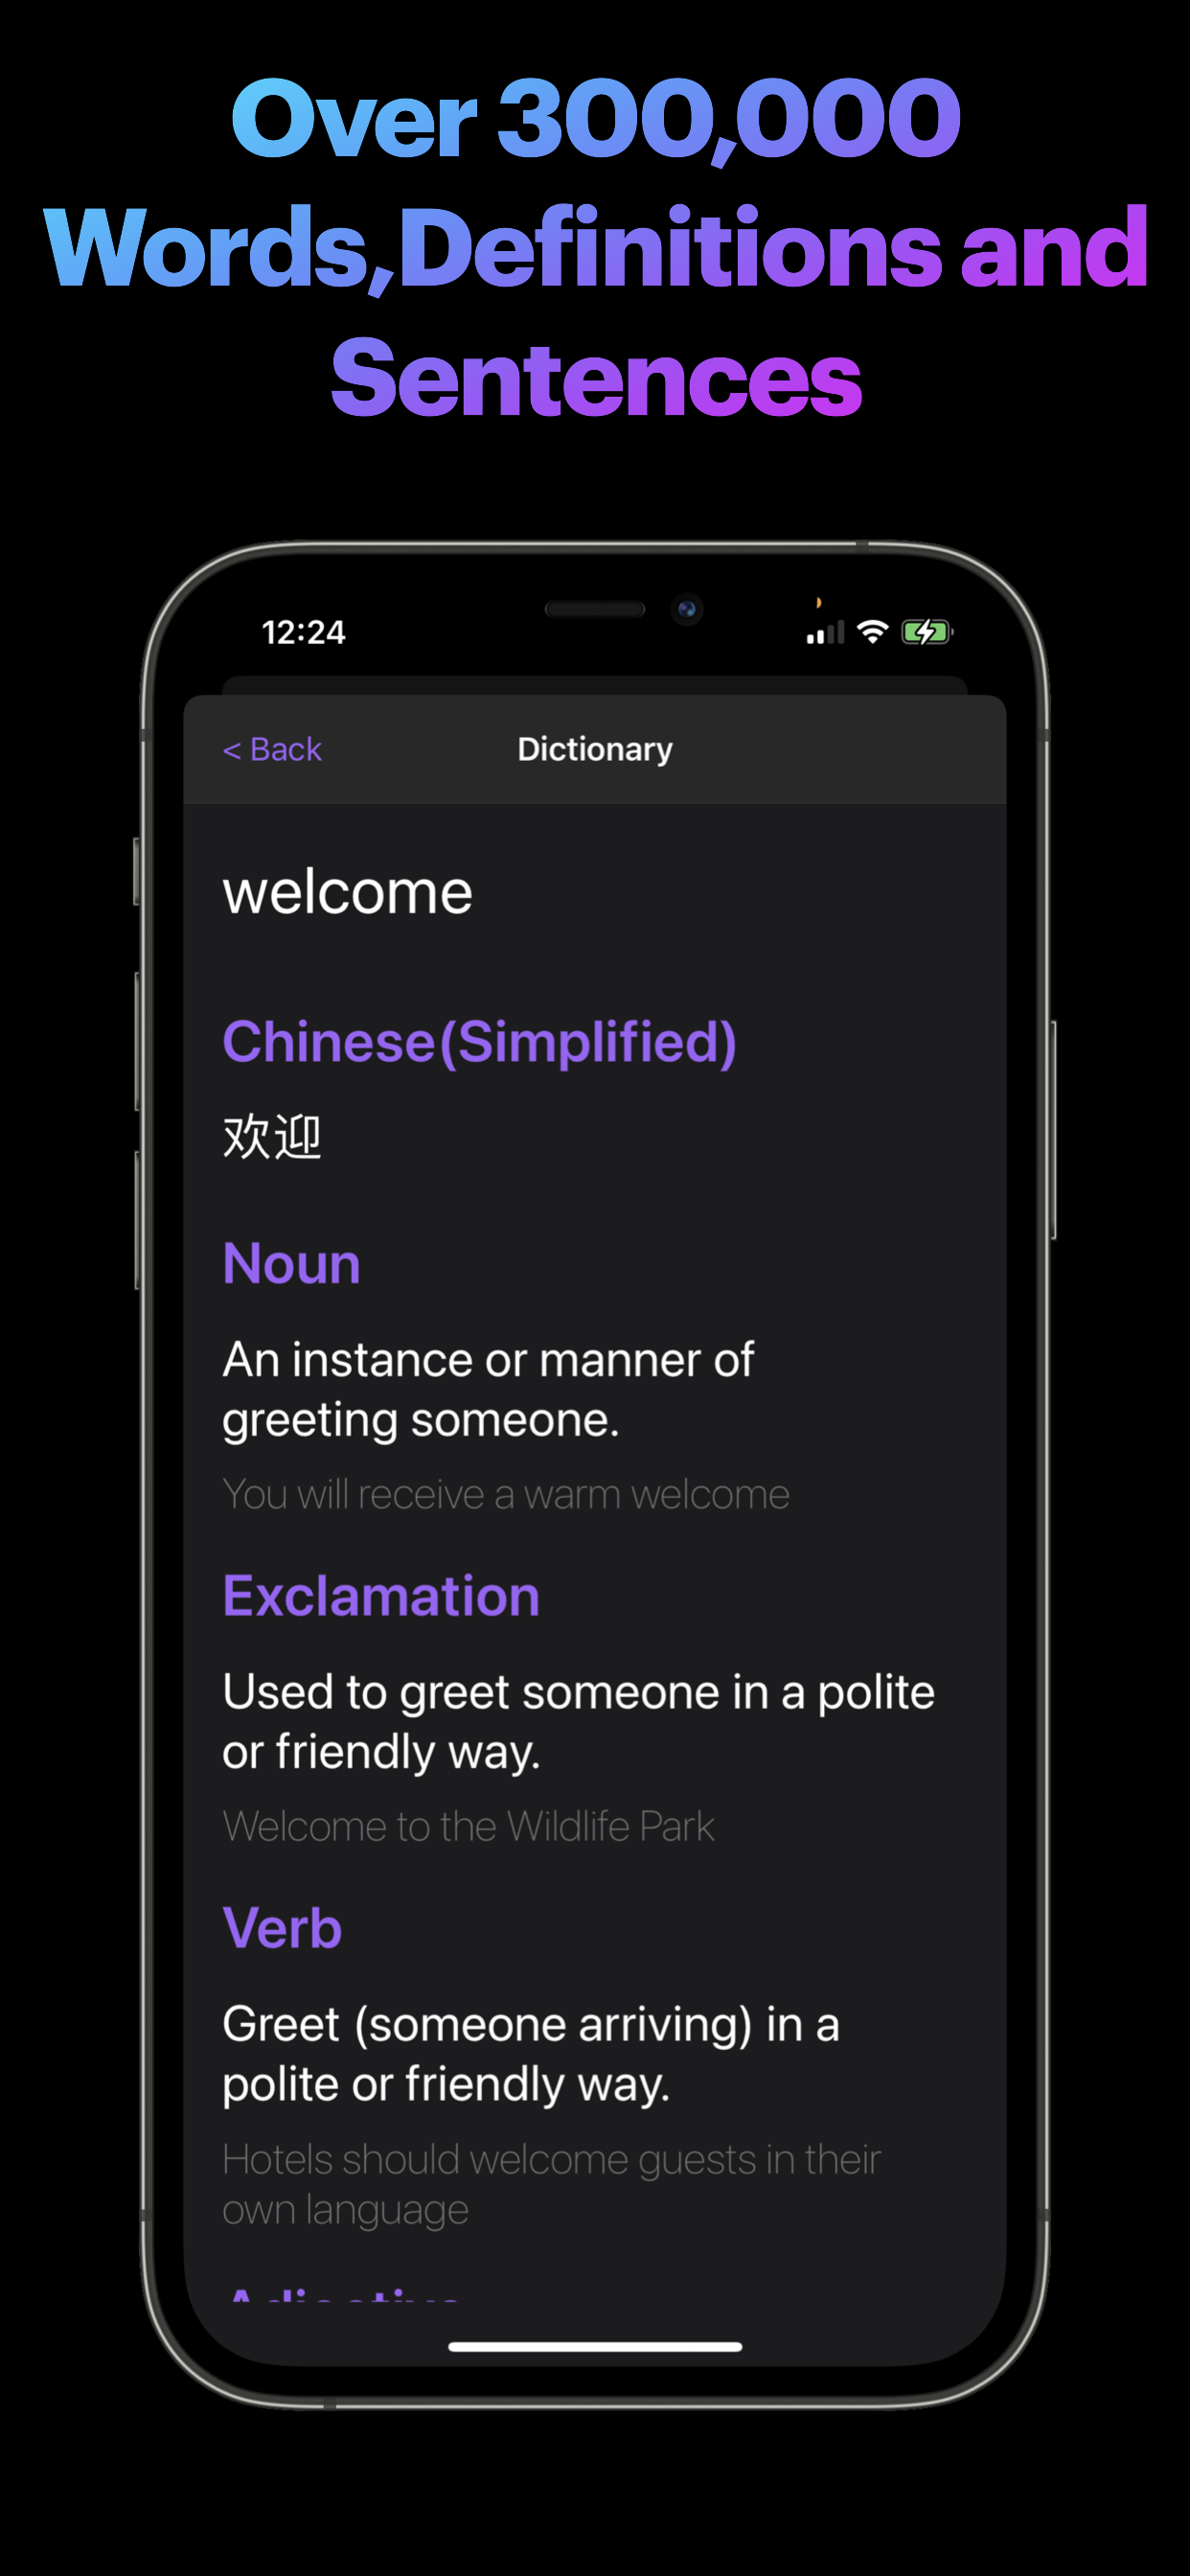 Over 300,000
Words,Definitions and
Sentences
12:24
< Back
Dictionary
welcome
Chinese(Simplified)
欢迎
Noun
An instance or manner of
greeting someone.
You will receive a warm welcome
Exclamation
Used to greet someone in a polite
or friendly way.
Welcome to the Wildlife Park
Verb
Greet (someone arriving) in a
polite or friendly way.
Hotels should welcome guests in their
own language
Adjective